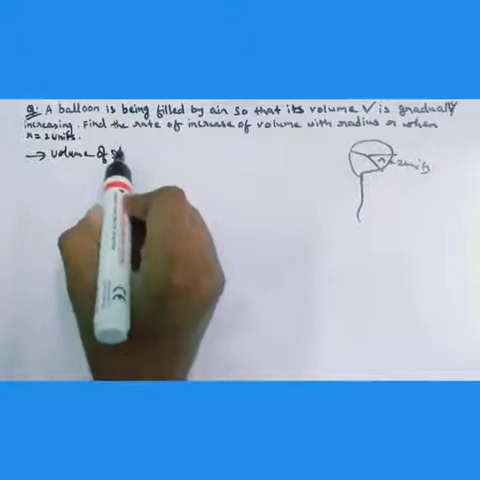 Q. A balloon is being filled by air so that its volume V is gradually
increasing. Find the rate of increase of volume with radius r when
r = 2 units.
→ Volume of
r = 2 units
CE